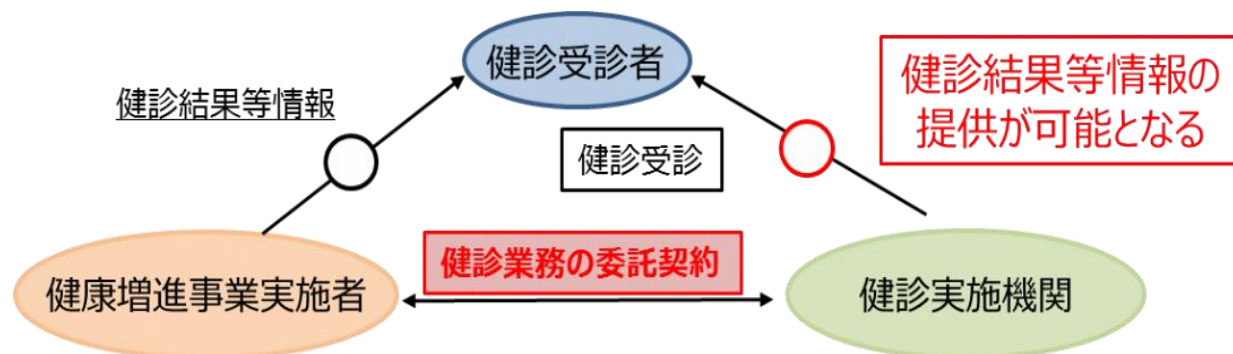 健診受診者
健診結果等情報の
提供が可能となる
健診結果等情報
健診受診
健診業務の委託契約
健康増進事業実施者
健診実施機関